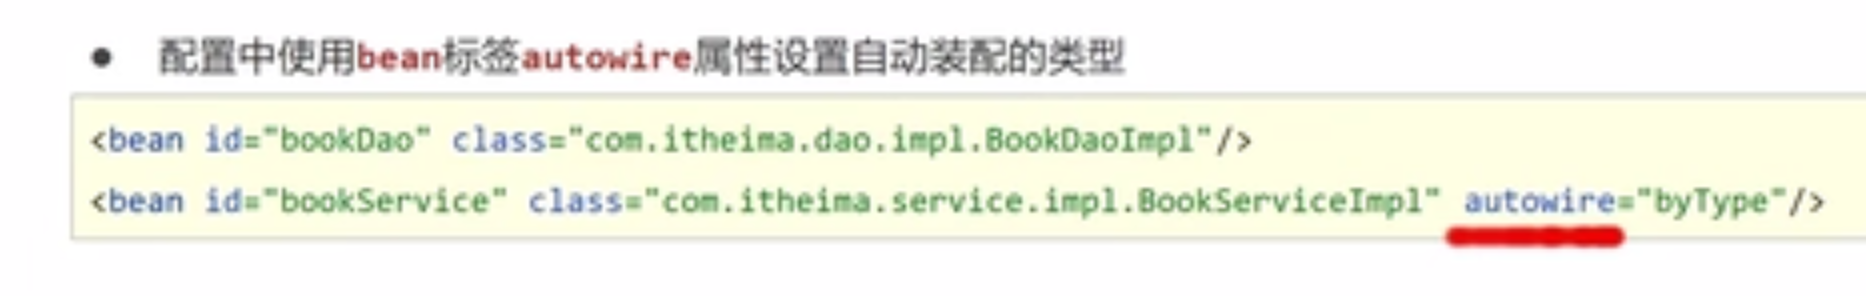 ● 配置中使用bean标签autowire属性设置自动装配的类型
<bean id="bookDao" class="com.itheima.dao.impl.BookDaoImpl"/>
<bean id="bookService" class="com.itheima.service.impl.BookServiceImpl" autowire="byType"/>